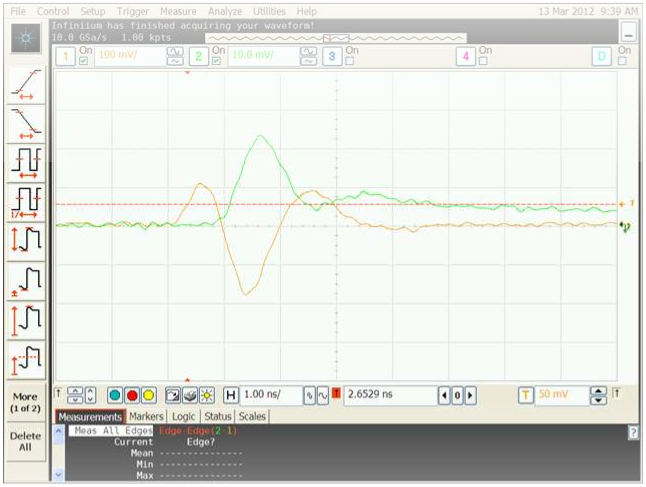 File Control Setup Trigger Measure Analyze Utilities Help 13 Mar 2012 9:39 AM
Infiniium has finished acquiring your waveform!
10.0 GSa/s 1.00 kpts
1 On 100 mV/ 2 On 10.0 mV/ 3 On 4 On D On
H 1.00 ns/ T 2.6529 ns 0 T 50 mV
More
(1 of 2)
Delete
All
Measurements Markers Logic Status Scales
Meas All Edges Edge-Edge(2-1)
Current Edge?
Mean ---------------
Min ---------------
Max ---------------
?